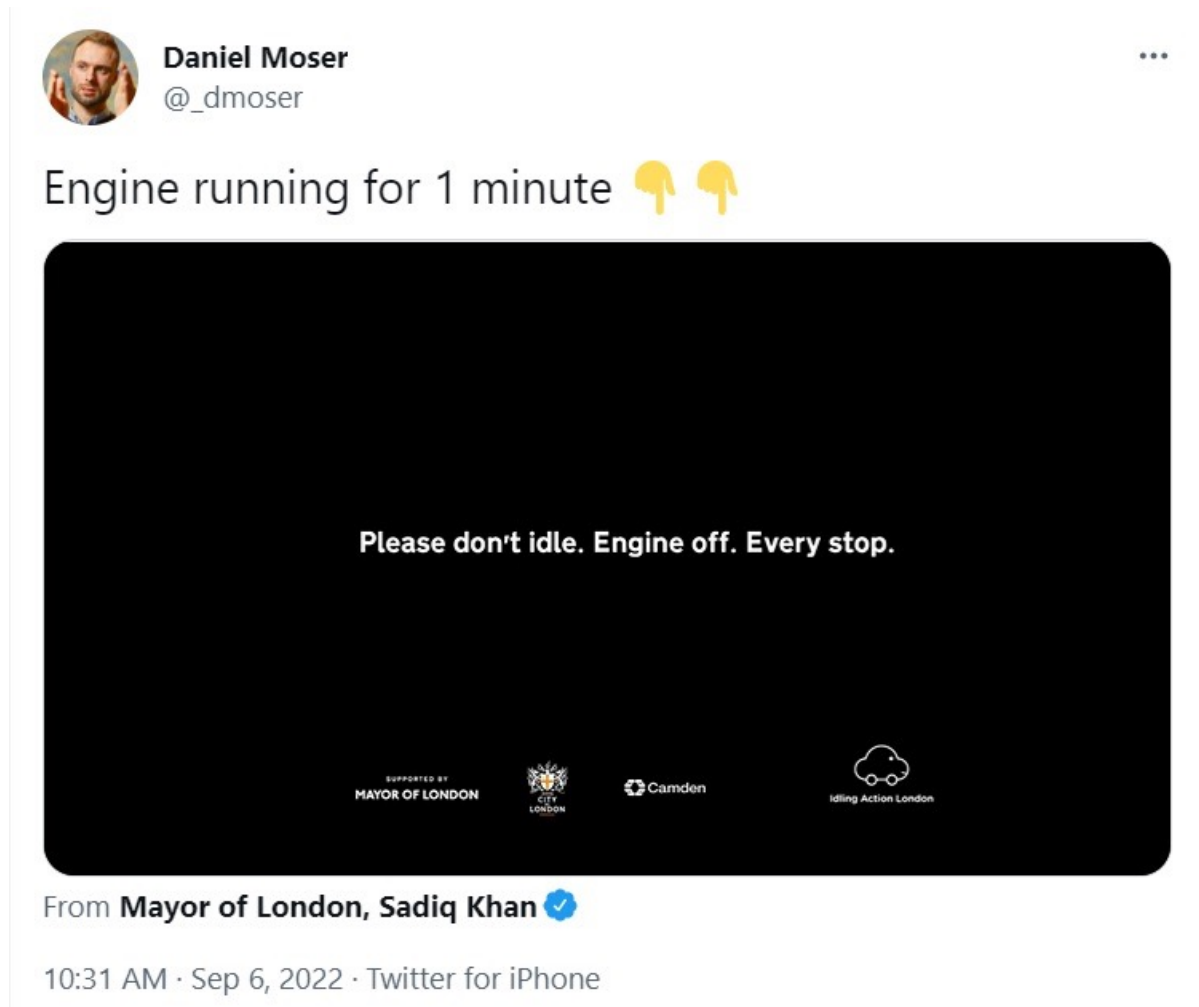 Daniel Moser
@_dmoser
Engine running for 1 minute 👇👇
Please don't idle. Engine off. Every stop.
SUPPORTED BY
MAYOR OF LONDON
CITY
LONDON
Camden
Idling Action London
From Mayor of London, Sadiq Khan
10:31 AM · Sep 6, 2022 · Twitter for iPhone